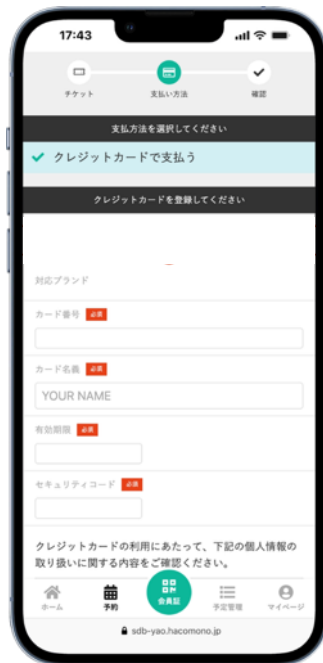 17:43
チケット
支払い方法
確認
支払方法を選択してください
クレジットカードで支払う
クレジットカードを登録してください
対応ブランド
カード番号 必須
カード名義 必須
YOUR NAME
有効期限 必須
セキュリティコード 必須
クレジットカードの利用にあたって、下記の個人情報の
取り扱いに関する内容をご確認ください。
ホーム
予約
会員証
予定管理
マイページ
sdb-yao.hacomono.jp